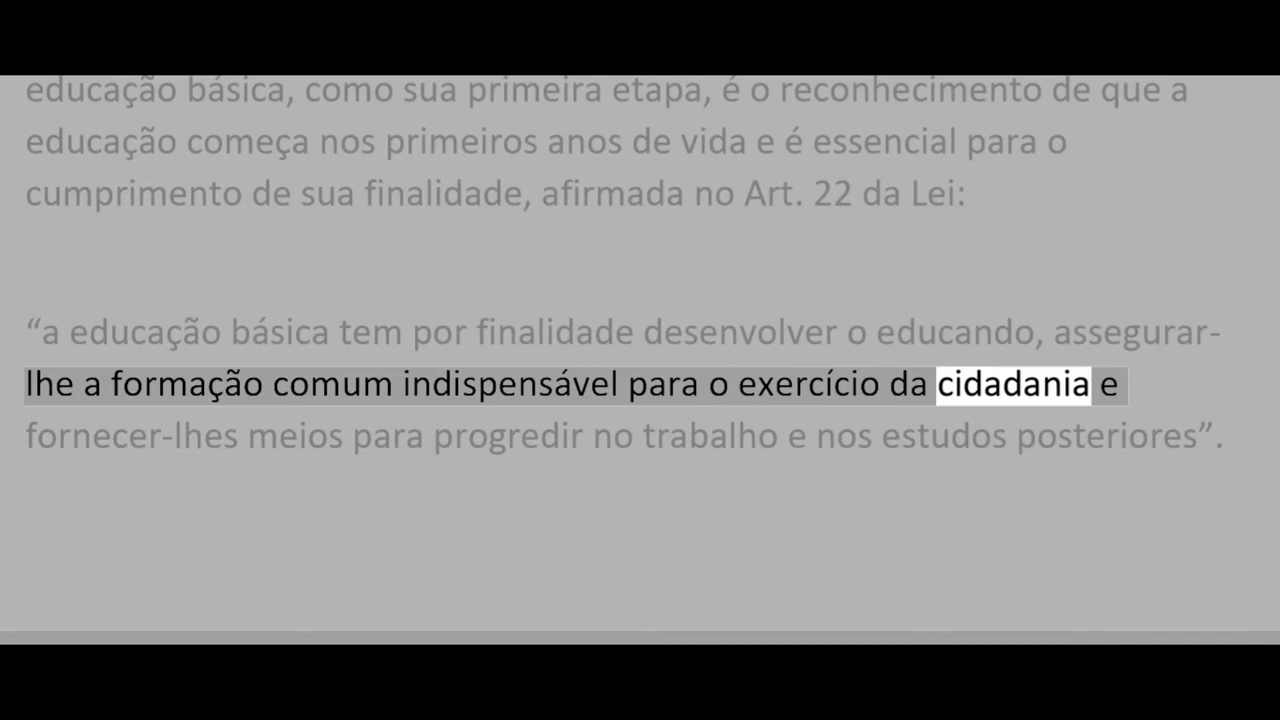 educação básica, como sua primeira etapa, é o reconhecimento de que a
educação começa nos primeiros anos de vida e é essencial para o
cumprimento de sua finalidade, afirmada no Art. 22 da Lei:
“a educação básica tem por finalidade desenvolver o educando, assegurar-
lhe a formação comum indispensável para o exercício da cidadania e
fornecer-lhes meios para progredir no trabalho e nos estudos posteriores”.